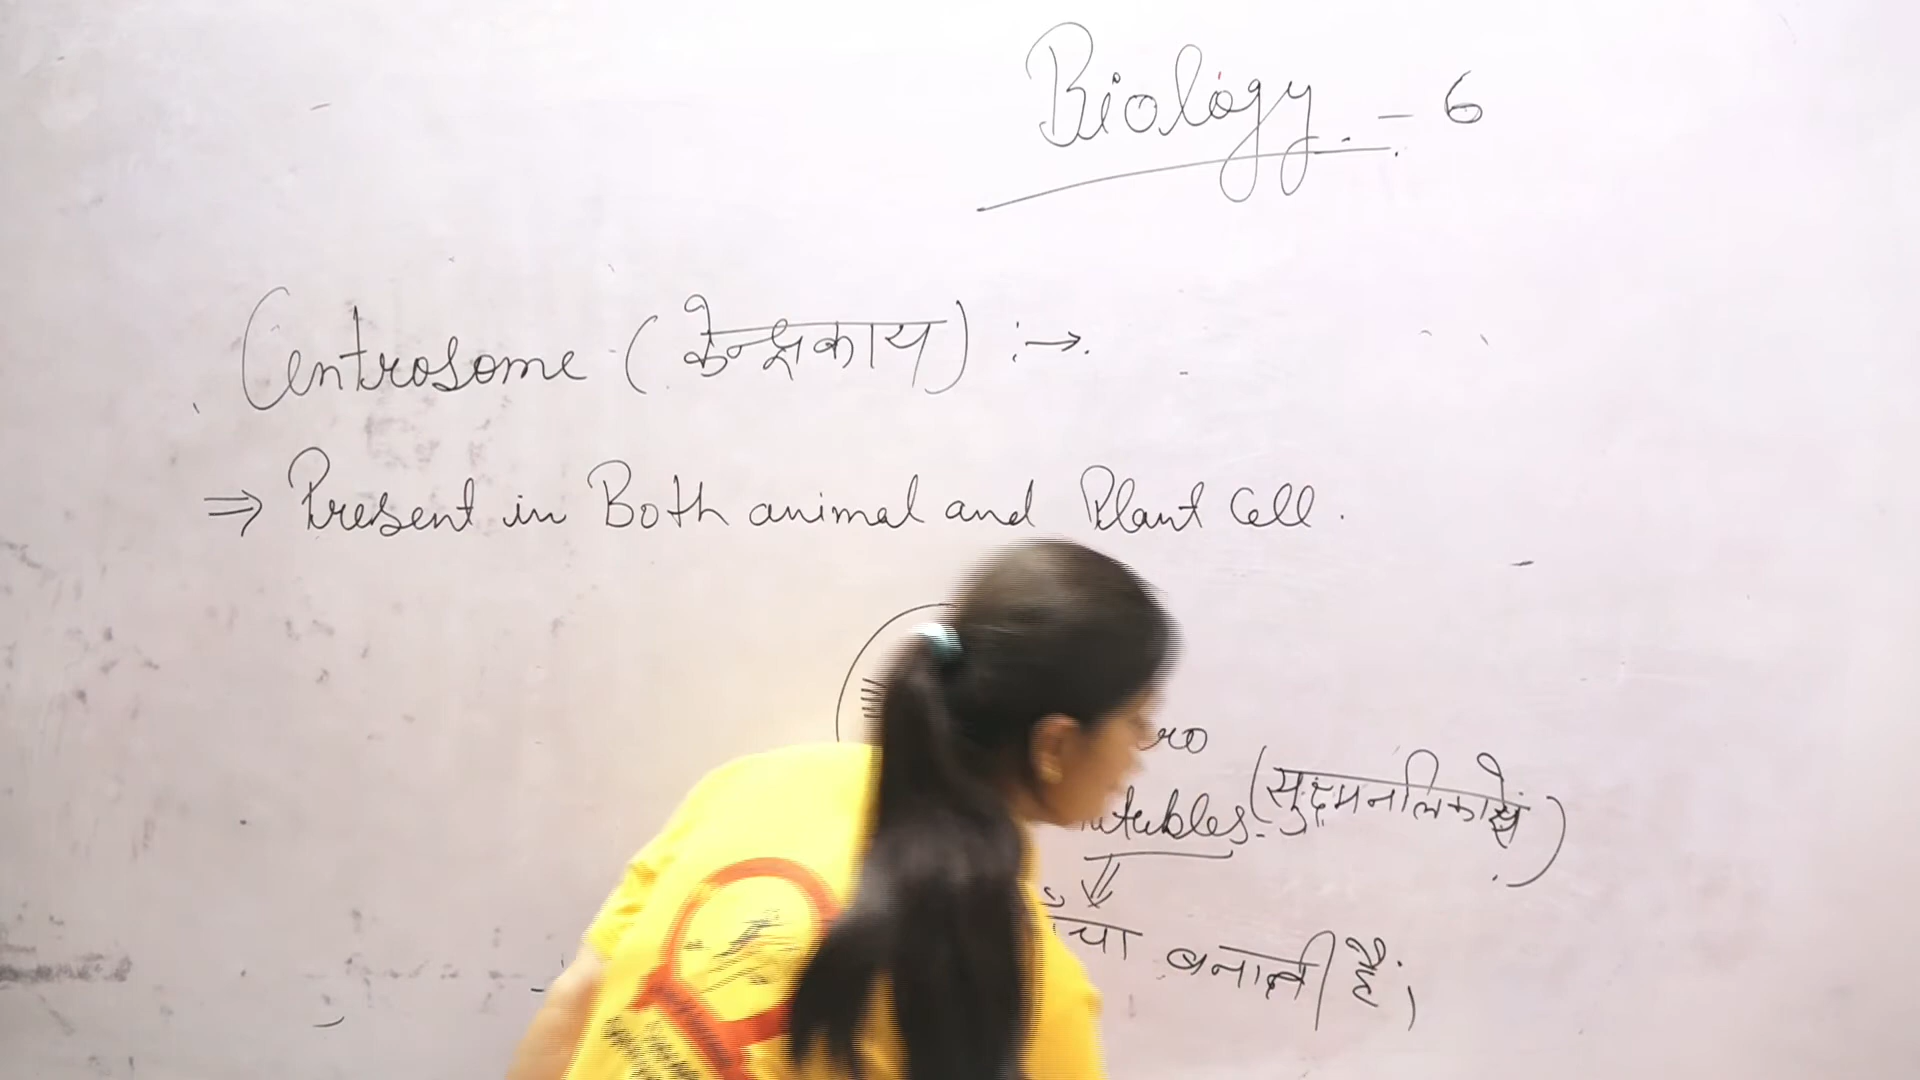 Biology - 6
Centrosome (केन्द्रकाय) :→
⇒ Present in Both animal and Plant Cell.
(सुक्ष्मनलिकायें)
⇓
बनाती है।